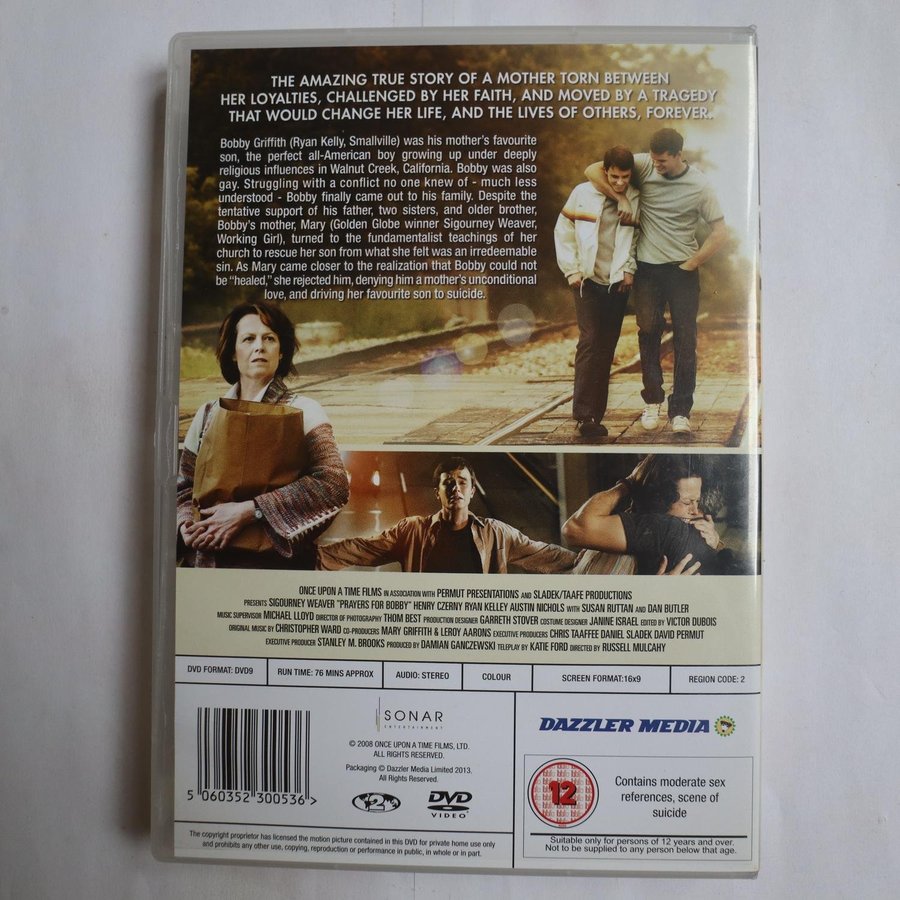 THE AMAZING TRUE STORY OF A MOTHER TORN BETWEEN
HER LOYALTIES, CHALLENGED BY HER FAITH, AND MOVED BY A TRAGEDY
THAT WOULD CHANGE HER LIFE, AND THE LIVES OF OTHERS, FOREVER.
Bobby Griffith (Ryan Kelly, Smallville) was his mother's favourite
son, the perfect all-American boy growing up under deeply
religious influences in Walnut Creek, California. Bobby was also
gay. Struggling with a conflict no one knew of - much less
understood - Bobby finally came out to his family. Despite the
tentative support of his father, two sisters, and older brother,
Bobby's mother, Mary (Golden Globe winner Sigourney Weaver,
Working Girl), turned to the fundamentalist teachings of her
church to rescue her son from what she felt was an irredeemable
sin. As Mary came closer to the realization that Bobby could not
be "healed," she rejected him, denying him a mother's unconditional
love, and driving her favourite son to suicide.
ONCE UPON A TIME FILMS IN ASSOCIATION WITH PERMUT PRESENTATIONS AND SLADEK/TAAFE PRODUCTIONS
PRESENTS SIGOURNEY WEAVER "PRAYERS FOR BOBBY" HENRY CZERNY RYAN KELLEY AUSTIN NICHOLS WITH SUSAN RUTTAN AND DAN BUTLER
MUSIC SUPERVISOR MICHAEL LLOYD DIRECTOR OF PHOTOGRAPHY THOM BEST PRODUCTION DESIGNER GARRETH STOVER COSTUME DESIGNER JANINE ISRAEL EDITED BY VICTOR DUBOIS
ORIGINAL MUSIC BY CHRISTOPHER WARD CO-PRODUCERS MARY GRIFFITH & LEROY AARONS EXECUTIVE PRODUCERS CHRIS TAAFFEE DANIEL SLADEK DAVID PERMUT
EXECUTIVE PRODUCER STANLEY M. BROOKS PRODUCED BY DAMIAN GANCZEWSKI TELEPLAY BY KATIE FORD DIRECTED BY RUSSELL MULCAHY
DVD FORMAT: DVD9 RUN TIME: 76 MINS APPROX AUDIO: STEREO COLOUR SCREEN FORMAT:16x9 REGION CODE: 2
SONAR
ENTERTAINMENT
© 2008 ONCE UPON A TIME FILMS, LTD.
ALL RIGHTS RESERVED.
Packaging © Dazzler Media Limited 2013.
All Rights Reserved.
5 060352 300536 >
2
DVD
VIDEO
The copyright proprietor has licensed the motion picture contained in this DVD for private home use only
and prohibits any other use, copying, reproduction or performance in public, in whole or in part.
DAZZLER MEDIA
12
Contains moderate sex
references, scene of
suicide
Suitable only for persons of 12 years and over.
Not to be supplied to any person below that age.